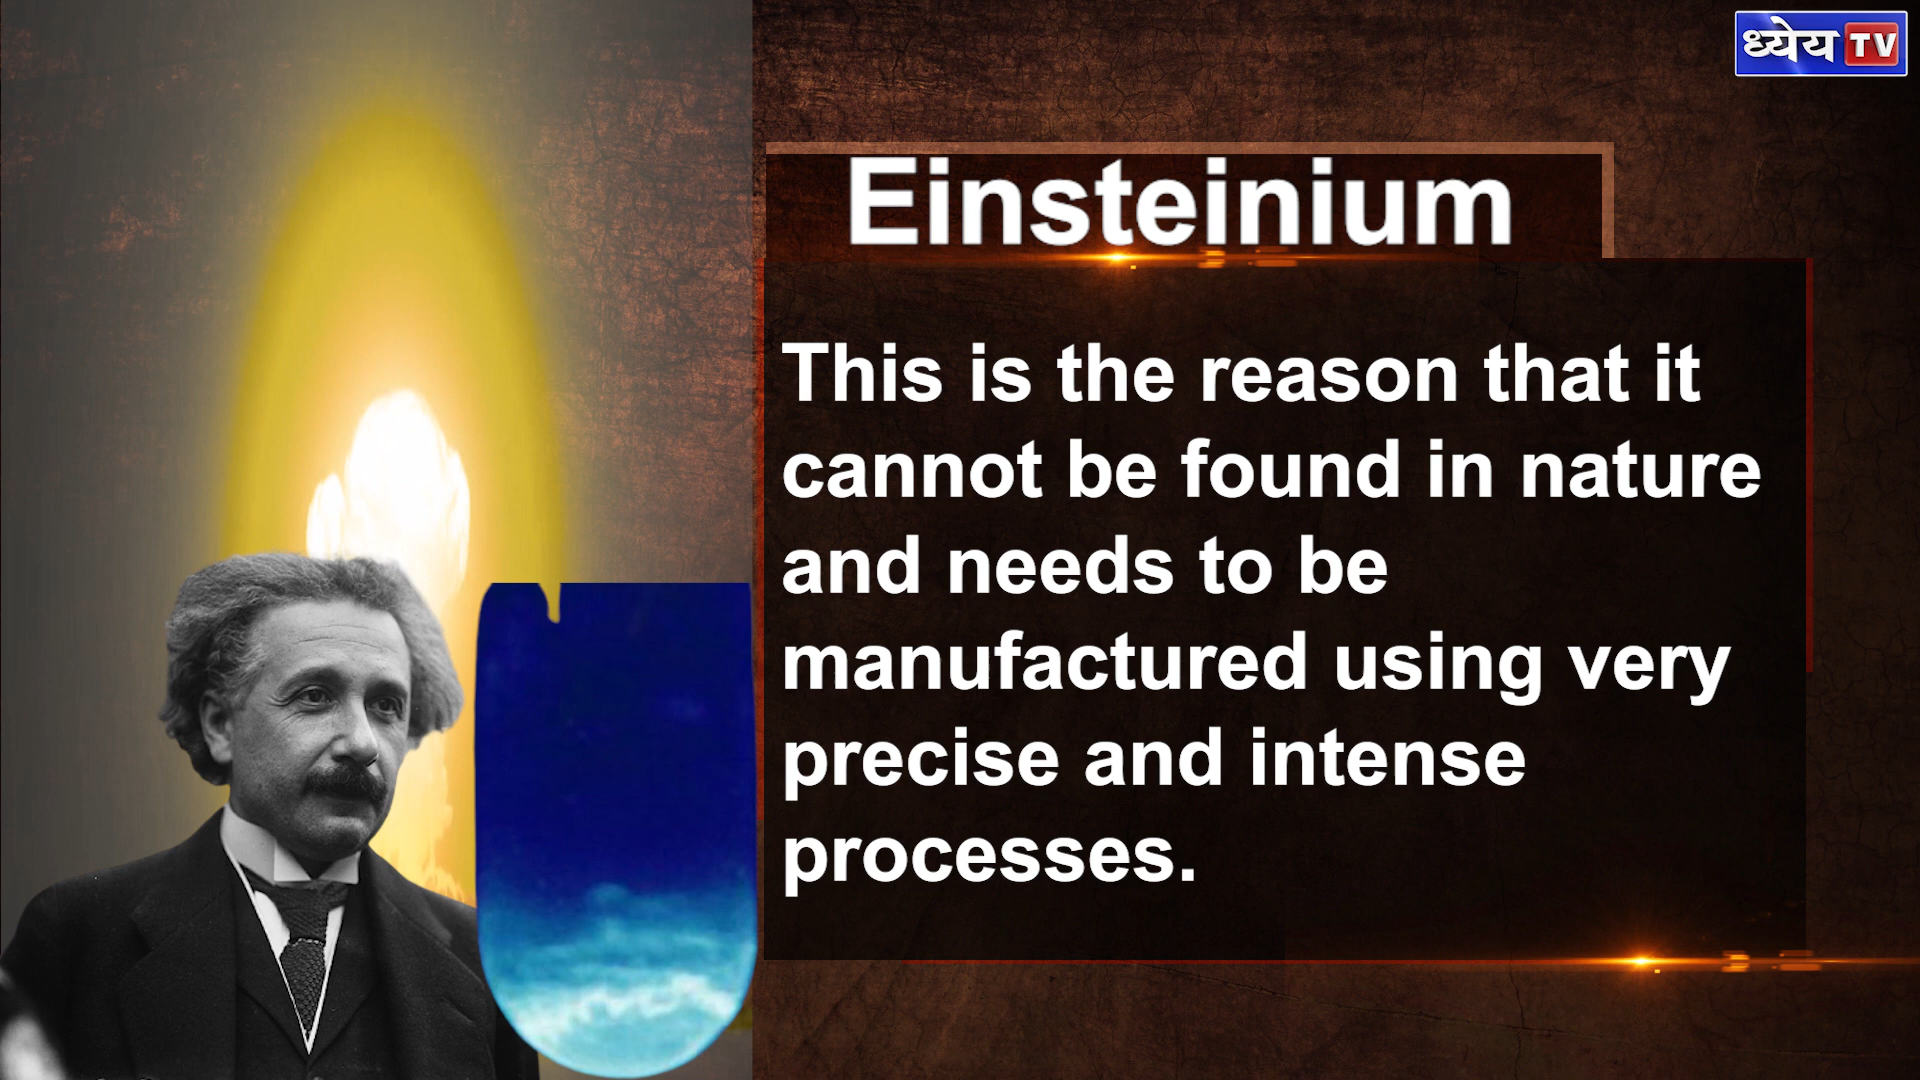 ध्येय TV
Einsteinium
This is the reason that it
cannot be found in nature
and needs to be
manufactured using very
precise and intense
processes.